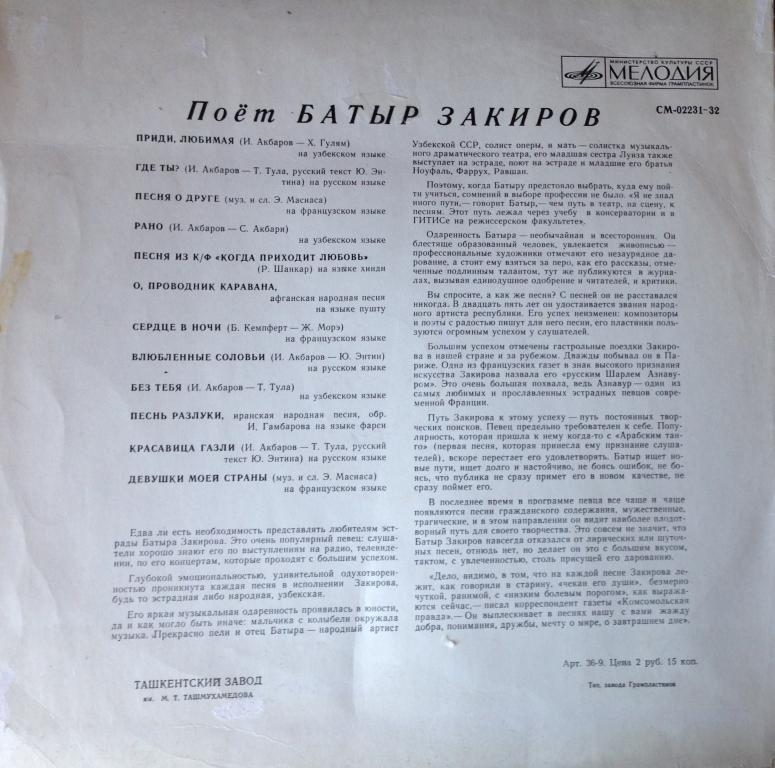 МИНИСТЕРСТВО КУЛЬТУРЫ СССР
МЕЛОДИЯ
ВСЕСОЮЗНАЯ ФИРМА ГРАМПЛАСТИНОК
Поёт БАТЫР ЗАКИРОВ
СМ-02231-32
ПРИДИ, ЛЮБИМАЯ (И. Акбаров — Х. Гулям)
на узбекском языке
ГДЕ ТЫ? (И. Акбаров — Т. Тула, русский текст Ю. Эн-
тина) на русском языке
ПЕСНЯ О ДРУГЕ (муз. и сл. Э. Масиаса)
на французском языке
РАНО (И. Акбаров — С. Акбари)
на узбекском языке
ПЕСНЯ ИЗ К/Ф «КОГДА ПРИХОДИТ ЛЮБОВЬ»
(Р. Шанкар) на языке хинди
О, ПРОВОДНИК КАРАВАНА,
афганская народная песня
на языке пушту
СЕРДЦЕ В НОЧИ (Б. Кемпферт — Ж. Морэ)
на французском языке
ВЛЮБЛЕННЫЕ СОЛОВЬИ (И. Акбаров — Ю. Энтин)
на русском языке
БЕЗ ТЕБЯ (И. Акбаров — Т. Тула)
на узбекском языке
ПЕСНЬ РАЗЛУКИ, иранская народная песня, обр.
И. Гамбарова на языке фарси
КРАСАВИЦА ГАЗЛИ (И. Акбаров — Т. Тула, русский
текст Ю. Энтина) на русском языке
ДЕВУШКИ МОЕЙ СТРАНЫ (муз. и сл. Э. Масиаса)
на французском языке
Едва ли есть необходимость представлять любителям эст-
рады Батыра Закирова. Это очень популярный певец: слуша-
тели хорошо знают его по выступлениям на радио, телевиде-
нии, по его концертам, которые проходят с большим успехом.
Глубокой эмоциональностью, удивительной одухотворен-
ностью проникнута каждая песня в исполнении Закирова,
будь то эстрадная либо народная, узбекская.
Его яркая музыкальная одаренность проявилась в юности,
да и как могло быть иначе: мальчика с колыбели окружала
музыка. Прекрасно пели и отец Батыра — народный артист
Узбекской ССР, солист оперы, и мать — солистка музыкаль-
ного драматического театра, его младшая сестра Луиза также
выступает на эстраде, поют на эстраде и младшие его братья
Ноуфаль, Фаррух, Равшан.
Поэтому, когда Батыру предстояло выбрать, куда ему пой-
ти учиться, сомнений в выборе профессии не было. «Я не знал
иного пути,— говорит Батыр,— чем путь в театр, на сцену, к
песням. Этот путь лежал через учебу в консерватории и в
ГИТИСе на режиссерском факультете».
Одаренность Батыра — необычайная и всесторонняя. Он
блестяще образованный человек, увлекается живописью —
профессиональные художники отмечают его незаурядное да-
рование, а стоит ему взяться за перо, как его рассказы, отме-
ченные подлинным талантом, тут же публикуются в журна-
лах, вызывая единодушное одобрение и читателей, и критики.
Вы спросите, а как же песня? С песней он не расставался
никогда. В двадцать пять лет он удостаивается звания народ-
ного артиста республики. Его успех неизменен: композиторы
и поэты с радостью пишут для него песни, его пластинки поль-
зуются огромным успехом у слушателей.
Большим успехом отмечены гастрольные поездки Закиро-
ва в нашей стране и за рубежом. Дважды побывал он в Па-
риже. Одна из французских газет в знак высокого признания
искусства Закирова назвала его «русским Шарлем Азнаву-
ром». Это очень большая похвала, ведь Азнавур — один из
самых любимых и прославленных эстрадных певцов совре-
менной Франции.
Путь Закирова к этому успеху — путь постоянных твор-
ческих поисков. Певец предельно требователен к себе. Попу-
лярность, которая пришла к нему когда-то с «Арабским тан-
го» (первая песня, которая принесла ему признание слуша-
телей), вскоре перестает его удовлетворять. Батыр ищет но-
вые пути, ищет долго и настойчиво, не боясь ошибок, не бо-
ясь, что публика не сразу примет его в новом качестве, не
сразу поймет его.
В последнее время в программе певца все чаще и чаще
появляются песни гражданского содержания, мужественные,
трагические, и в этом направлении он видит наиболее плодот-
ворный путь для своего творчества. Это совсем не значит, что
Батыр Закиров навсегда отказался от лирических или шуточ-
ных песен, отнюдь нет, но делает он это с большим вкусом,
тактом, с увлеченностью, столь присущей его дарованию.
«Дело, видимо, в том, что на каждой песне Закирова ле-
жит, как говорили в старину, «чекан его души», безмерно
чуткой, ранимой, с «низким болевым порогом», как выража-
ются сейчас,— писал корреспондент газеты «Комсомольская
правда».— Он выплескивает в песнях нашу с вами жажду
добра, понимания, дружбы, мечту о мире, о завтрашнем дне».
Арт. 36-9. Цена 2 руб. 15 коп.
ТАШКЕНТСКИЙ ЗАВОД
им. М. Т. ТАШМУХАМЕДОВА
Тип. завода Грампластинок